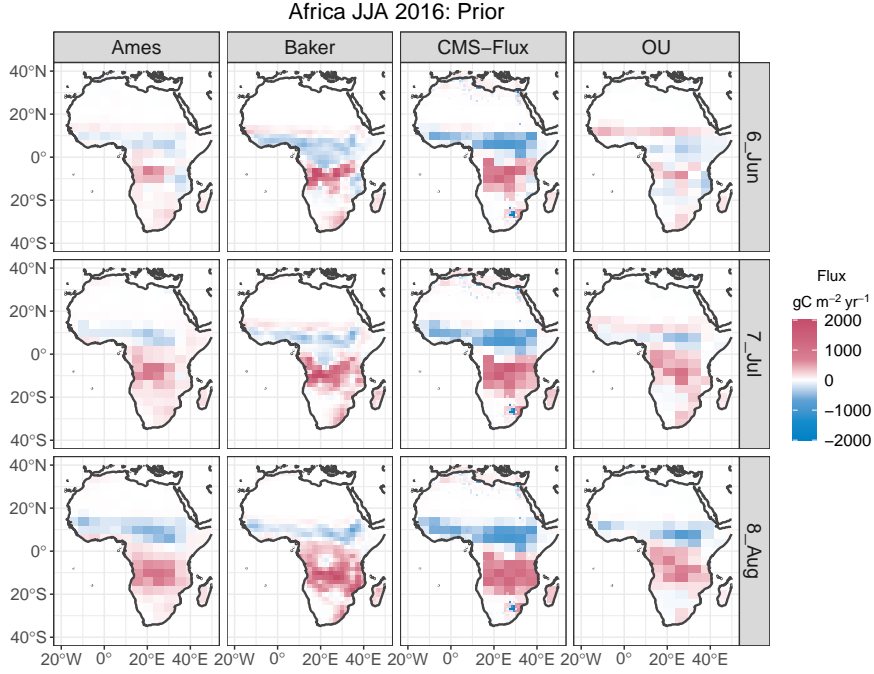 Africa JJA 2016: Prior
Ames Baker CMS−Flux OU
40°N
20°N
0°
20°S
40°S
6_Jun
40°N
20°N
0°
20°S
40°S
7_Jul
40°N
20°N
0°
20°S
40°S
8_Aug
20°W 0° 20°E 40°E 20°W 0° 20°E 40°E 20°W 0° 20°E 40°E 20°W 0° 20°E 40°E
Flux
gC m⁻² yr⁻¹
2000
1000
0
−1000
−2000